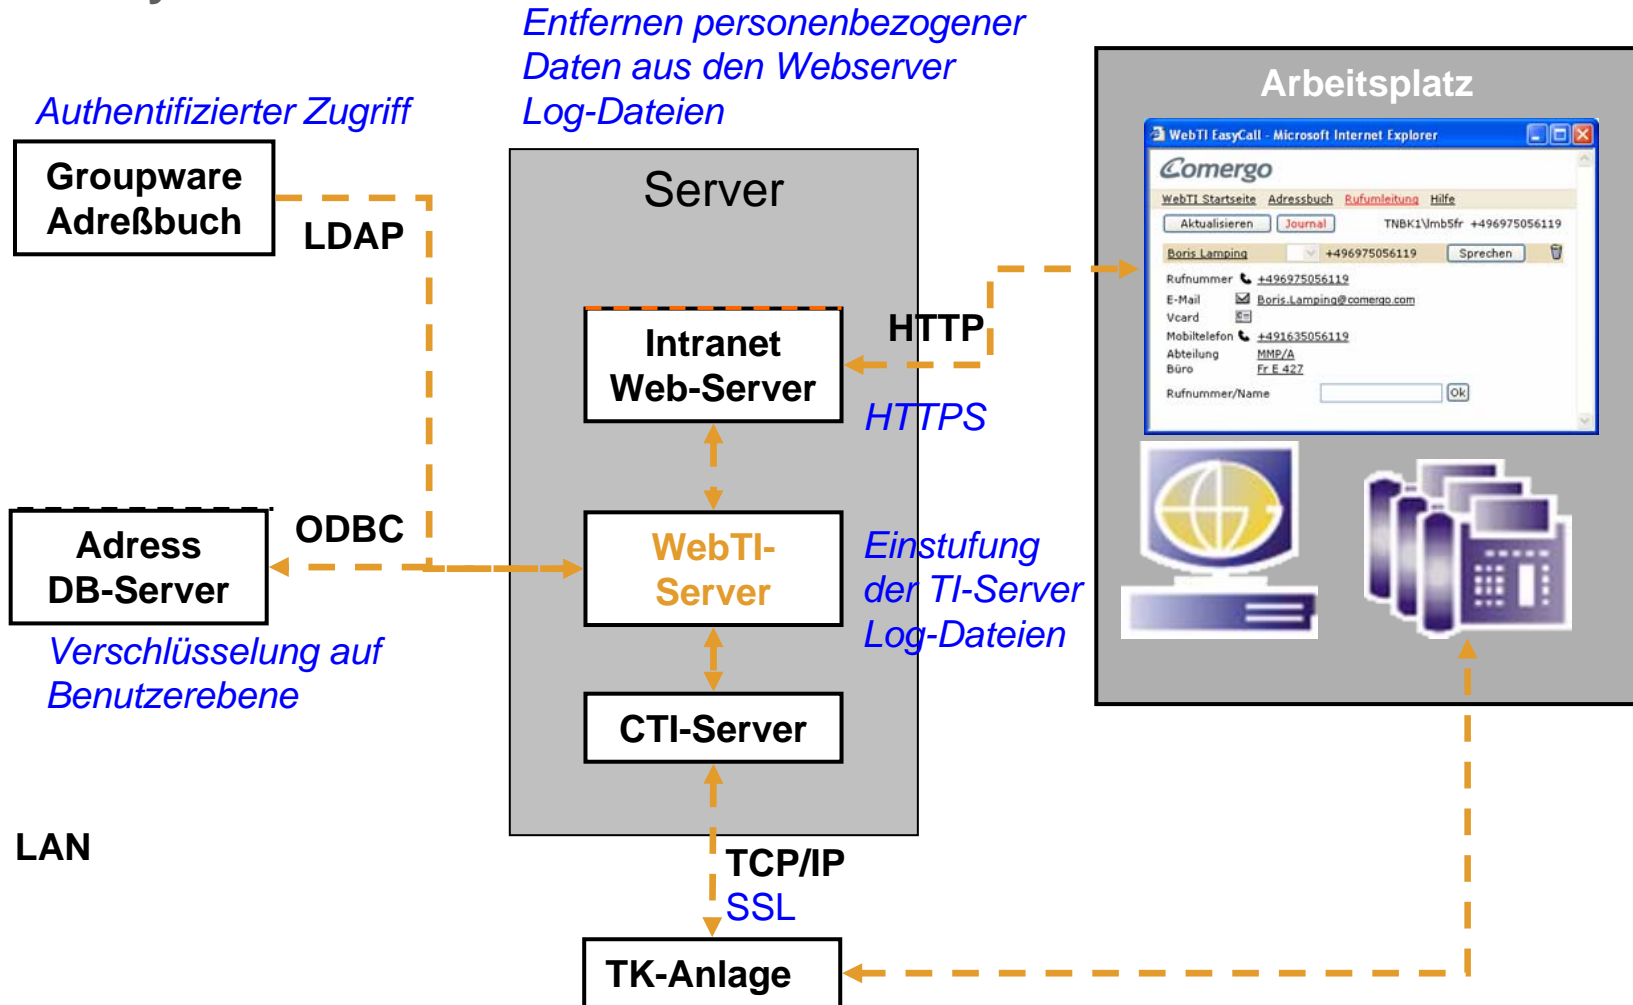 Entfernen personenbezogener
Daten aus den Webserver
Log-Dateien
Authentifizierter Zugriff
Groupware
Adreßbuch
LDAP
Server
Arbeitsplatz
WebTI EasyCall - Microsoft Internet Explorer
Comergo
WebTI Startseite Adressbuch Rufumleitung Hilfe
Aktualisieren Journal TNBK1\lmb5fr +496975056119
Boris Lamping +496975056119 Sprechen
Rufnummer +496975056119
E-Mail Boris.Lamping@comergo.com
Vcard
Mobiltelefon +491635056119
Abteilung MMP/A
Büro Fr E 427
Rufnummer/Name Ok
Intranet
Web-Server
HTTP
HTTPS
ODBC
Adress
DB-Server
Verschlüsselung auf
Benutzerebene
WebTI-
Server
Einstufung
der TI-Server
Log-Dateien
CTI-Server
LAN
TCP/IP
SSL
TK-Anlage